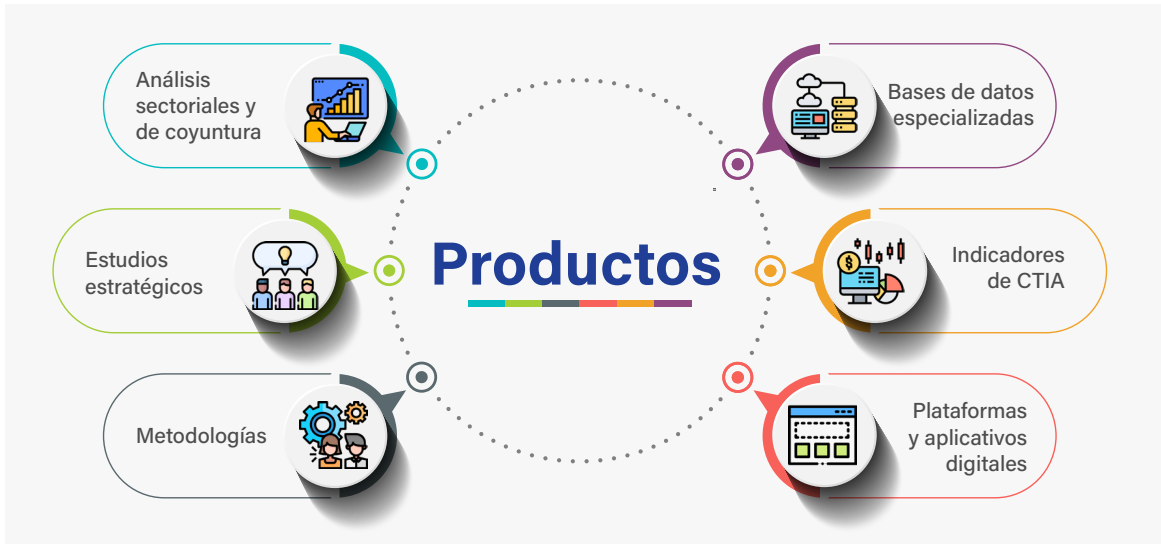 Productos
Análisis
sectoriales y
de coyuntura
Estudios
estratégicos
Metodologías
Bases de datos
especializadas
Indicadores
de CTIA
Plataformas
y aplicativos
digitales